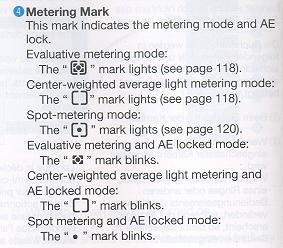 4 Metering Mark
This mark indicates the metering mode and AE
lock.
Evaluative metering mode:
The “ [◉] ” mark lights (see page 118).
Center-weighted average light metering mode:
The “ [ ] ” mark lights (see page 118).
Spot-metering mode:
The “ [•] ” mark lights (see page 120).
Evaluative metering and AE locked mode:
The “ ◉ ” mark blinks.
Center-weighted average light metering and
AE locked mode:
The “ [ ] ” mark blinks.
Spot metering and AE locked mode:
The “ • ” mark blinks.